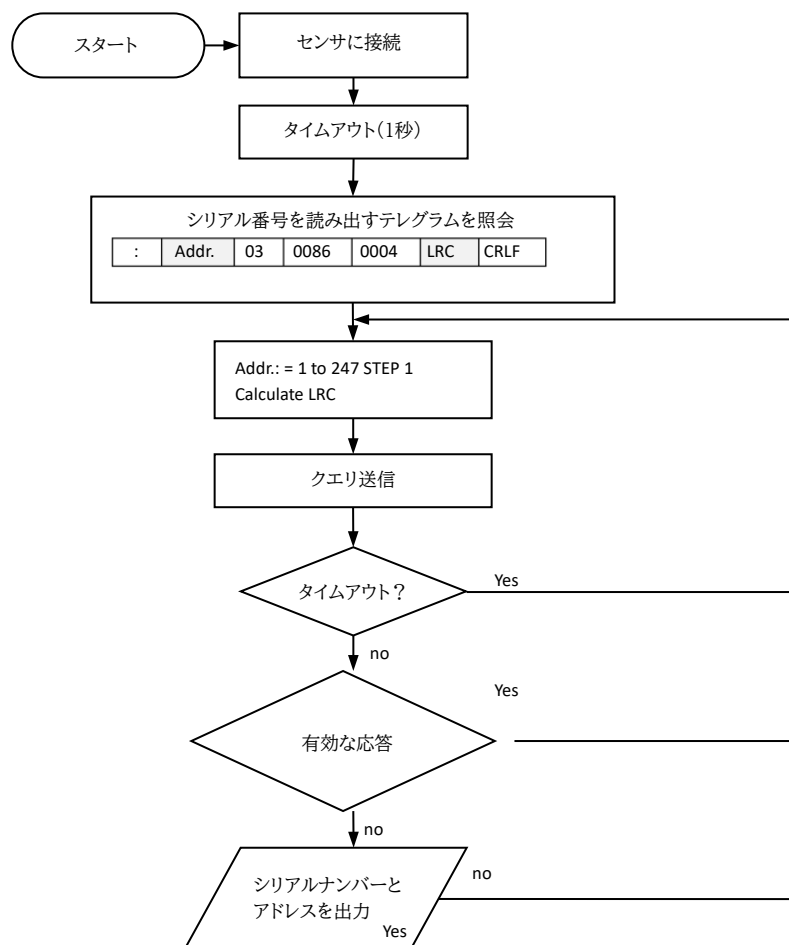 スタート
センサに接続
タイムアウト(1秒)
シリアル番号を読み出すテレグラムを照会
: Addr. 03 0086 0004 LRC CRLF
Addr.: = 1 to 247 STEP 1
Calculate LRC
クエリ送信
タイムアウト?
Yes
no
Yes
有効な応答
no
no
シリアルナンバーと
アドレスを出力
Yes